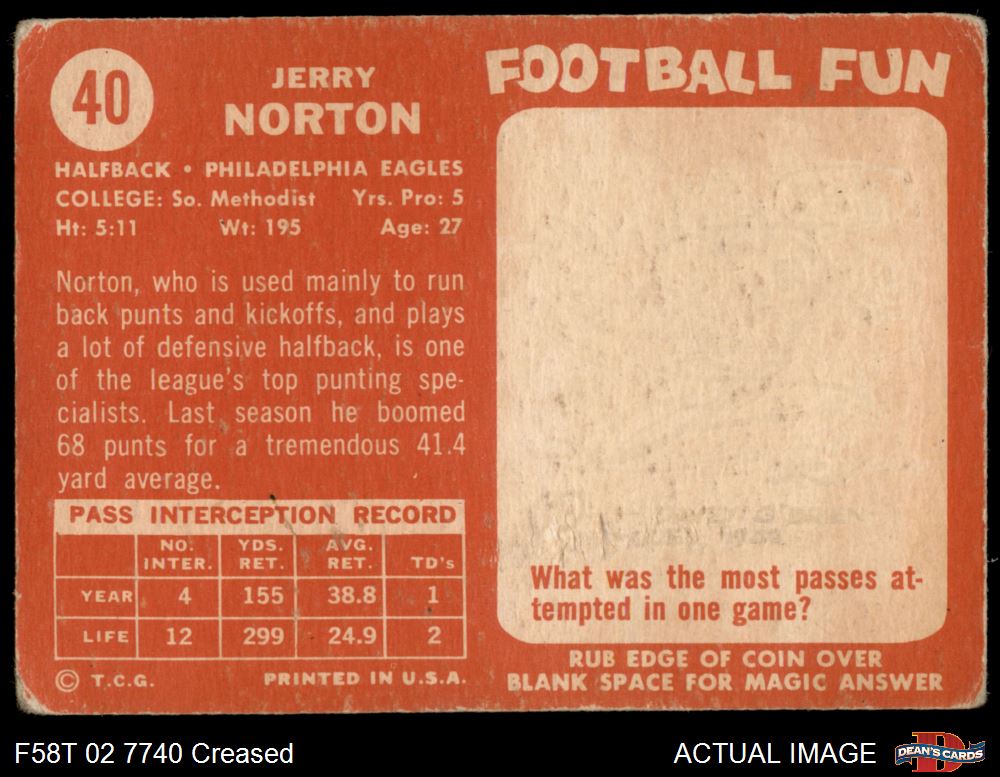 40
JERRY
NORTON
HALFBACK • PHILADELPHIA EAGLES
COLLEGE: So. Methodist Yrs. Pro: 5
Ht: 5:11 Wt: 195 Age: 27
Norton, who is used mainly to run
back punts and kickoffs, and plays
a lot of defensive halfback, is one
of the league's top punting spe-
cialists. Last season he boomed
68 punts for a tremendous 41.4
yard average.
PASS INTERCEPTION RECORD
NO. INTER. YDS. RET. AVG. RET. TD's
YEAR 4 155 38.8 1
LIFE 12 299 24.9 2
© T.C.G. PRINTED IN U.S.A.
FOOTBALL FUN
What was the most passes at-
tempted in one game?
RUB EDGE OF COIN OVER
BLANK SPACE FOR MAGIC ANSWER
F58T 02 7740 Creased
ACTUAL IMAGE
DEAN'S CARDS